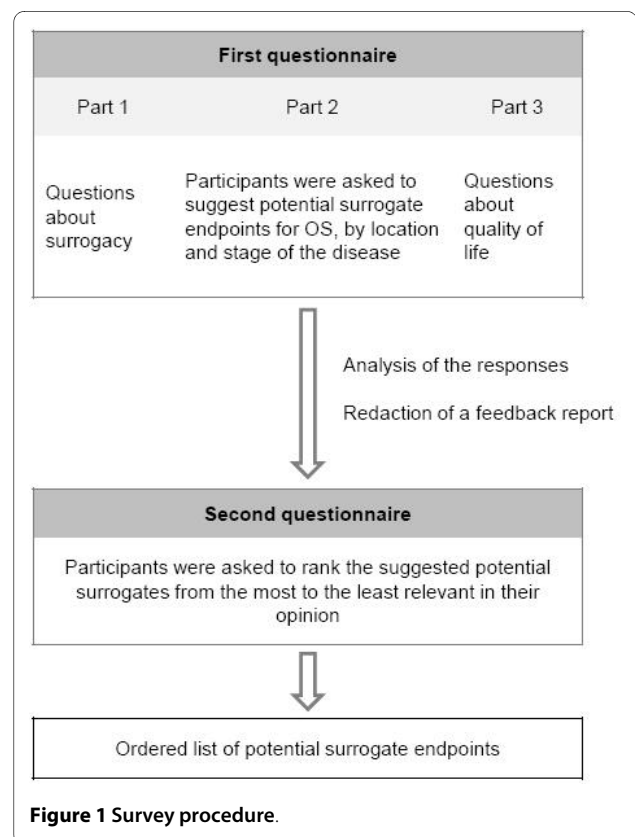 First questionnaire
Part 1
Part 2
Part 3
Questions
about
surrogacy
Participants were asked to
suggest potential surrogate
endpoints for OS, by location
and stage of the disease
Questions
about
quality of
life
Analysis of the responses
Redaction of a feedback report
Second questionnaire
Participants were asked to rank the suggested potential
surrogates from the most to the least relevant in their
opinion
Ordered list of potential surrogate endpoints
Figure 1 Survey procedure.